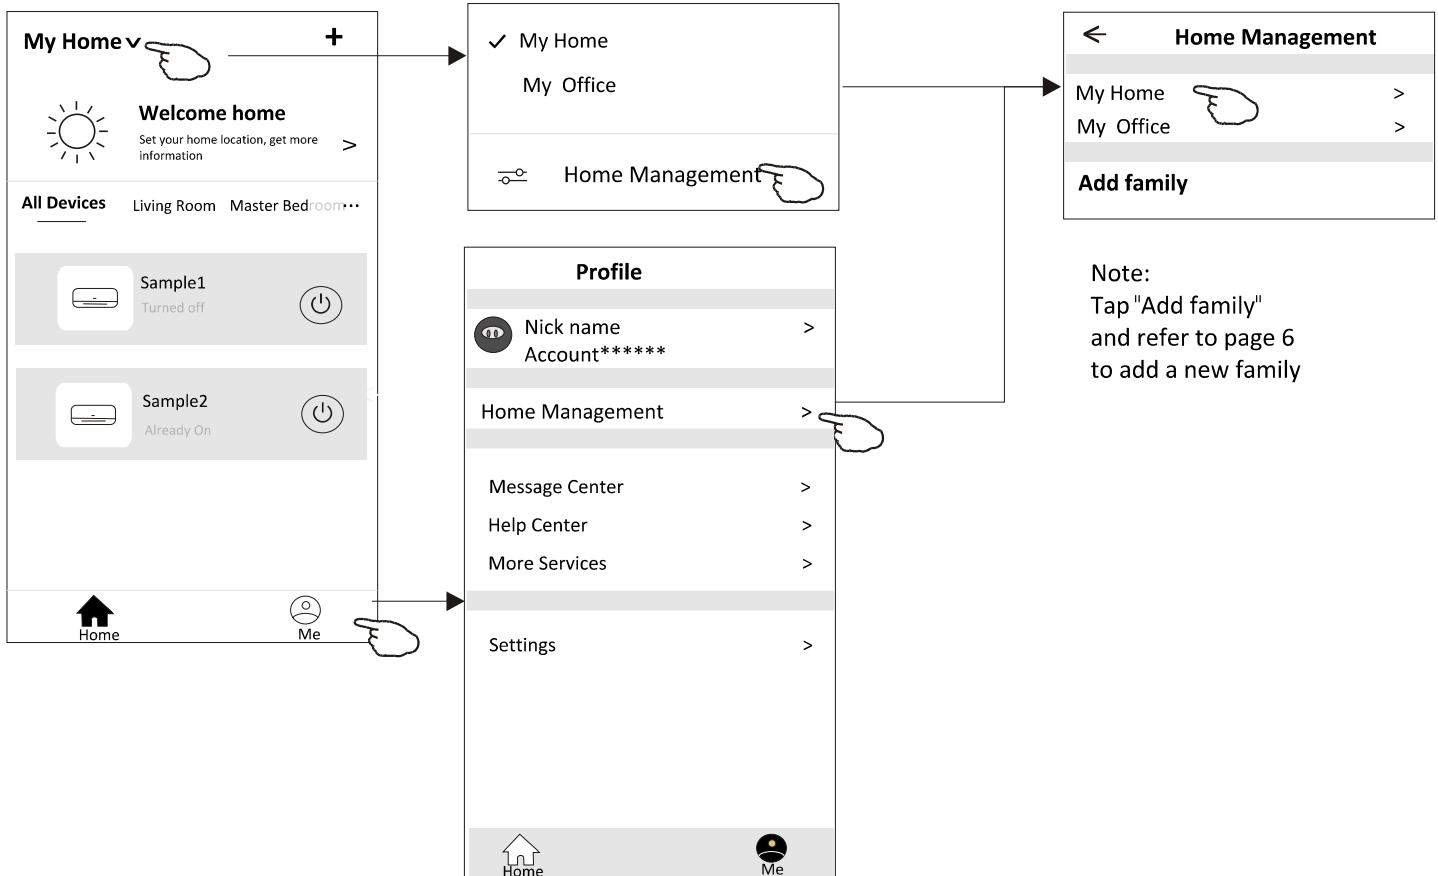 My Home
+
Welcome home
Set your home location, get more
information
>
All Devices
Living Room
Master Bedroom...
Sample1
Turned off
Sample2
Already On
Home
Me
My Home
My Office
Home Management
Profile
Nick name
>
Account******
Home Management
>
Message Center
>
Help Center
>
More Services
>
Settings
>
Home
Me
Home Management
My Home
>
My Office
>
Add family
Note:
Tap "Add family"
and refer to page 6
to add a new family